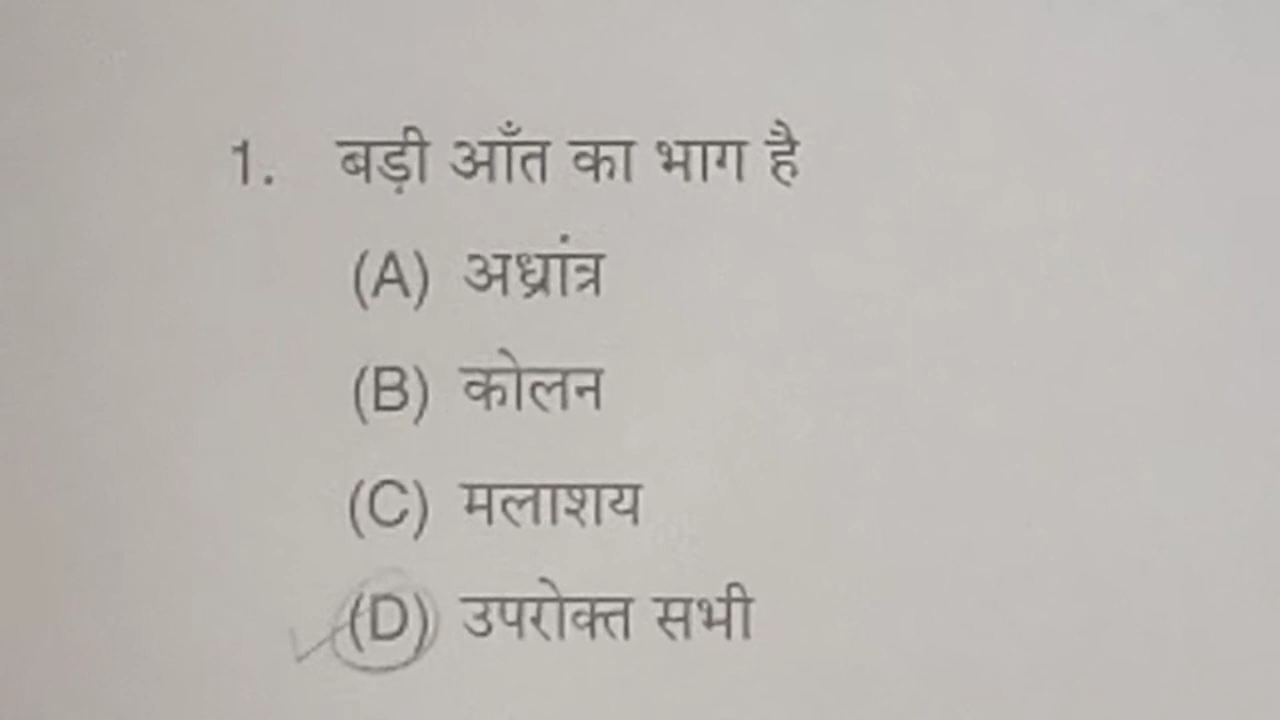 1. बड़ी आँत का भाग है
(A) अध्रांत्र
(B) कोलन
(C) मलाशय
(D) उपरोक्त सभी